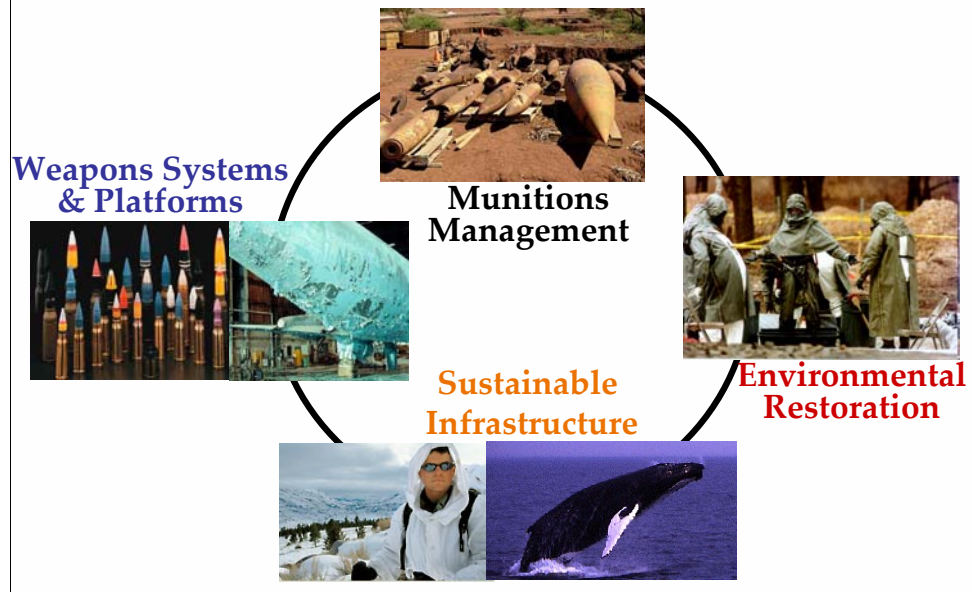 Weapons Systems
& Platforms
Munitions
Management
Sustainable
Infrastructure
Environmental
Restoration